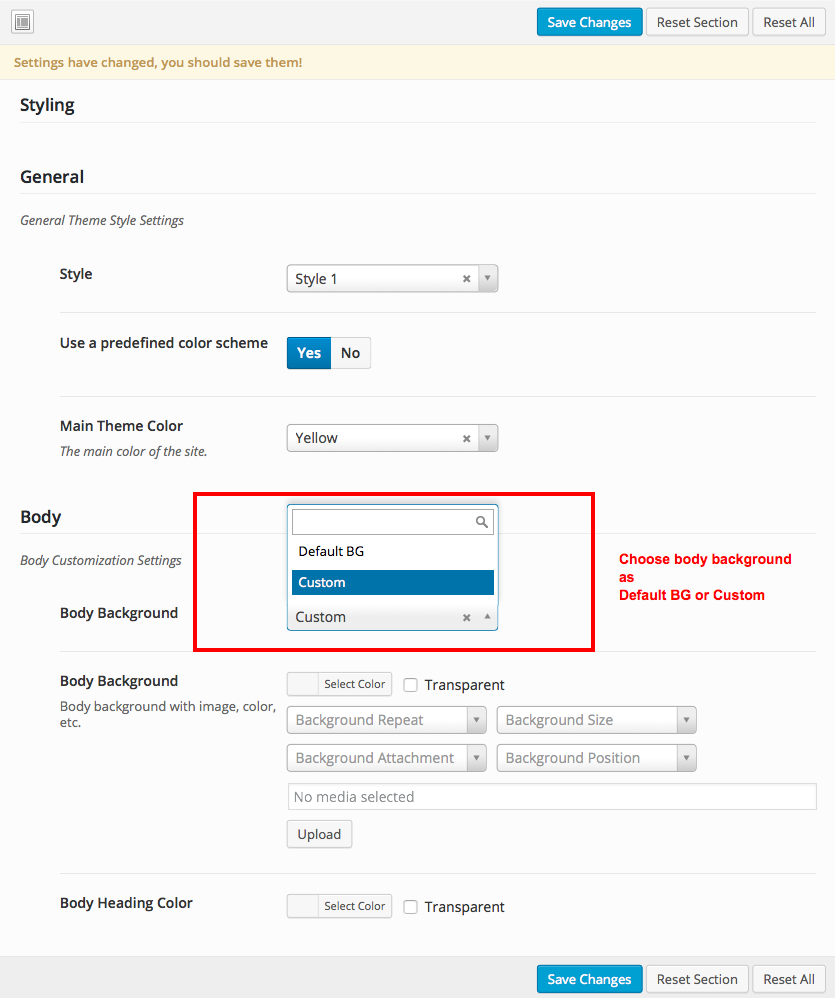 Save Changes Reset Section Reset All
Settings have changed, you should save them!
Styling
General
General Theme Style Settings
Style Style 1
Use a predefined color scheme Yes No
Main Theme Color Yellow
The main color of the site.
Body
Default BG
Body Customization Settings
Custom
Body Background Custom
Choose body background
as
Default BG or Custom
Body Background Select Color Transparent
Body background with image, color,
etc.
Background Repeat Background Size
Background Attachment Background Position
No media selected
Upload
Body Heading Color Select Color Transparent
Save Changes Reset Section Reset All